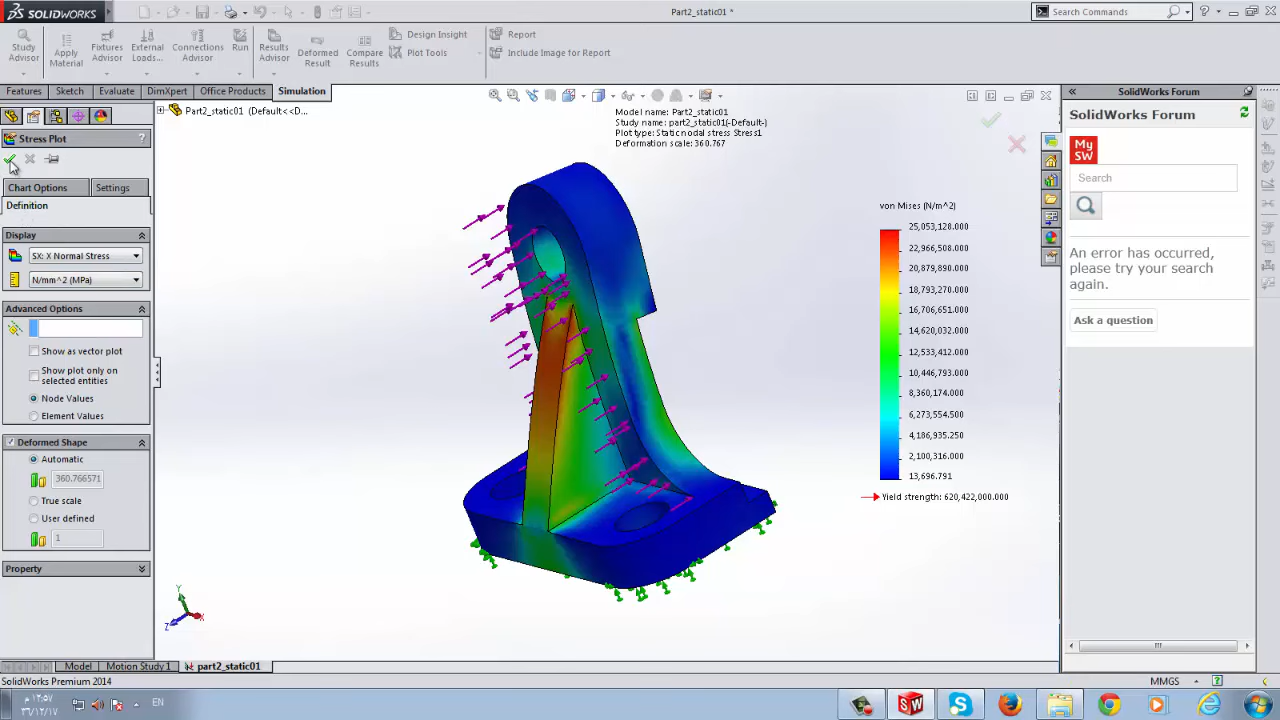 SOLIDWORKS
Part2_static01 *
Search Commands
Study Advisor
Apply Material
Fixtures Advisor
External Loads...
Connections Advisor
Run
Results Advisor
Deformed Result
Compare Results
Design Insight
Plot Tools
Report
Include Image for Report
Features
Sketch
Evaluate
DimXpert
Office Products
Simulation
Part2_static01 (Default<<D...
Stress Plot
?
Chart Options
Settings
Definition
Display
SX: X Normal Stress
N/mm^2 (MPa)
Advanced Options
Show as vector plot
Show plot only on
selected entities
Node Values
Element Values
Deformed Shape
Automatic
360.766571
True scale
User defined
1
Property
Model name: Part2_static01
Study name: part2_static01(-Default-)
Plot type: Static nodal stress Stress1
Deformation scale: 360.767
von Mises (N/m^2)
25,053,128.000
22,966,508.000
20,879,890.000
18,793,270.000
16,706,651.000
14,620,032.000
12,533,412.000
10,446,793.000
8,360,174.000
6,273,554.500
4,186,935.250
2,100,316.000
13,696.791
Yield strength: 620,422,000.000
Y
X
Z
SolidWorks Forum
SolidWorks Forum
My
SW
Search
An error has occurred,
please try your search
again.
Ask a question
Model
Motion Study 1
part2_static01
SolidWorks Premium 2014
MMGS
م ١٢:٥٧
٣٦/١٢/١٧
EN